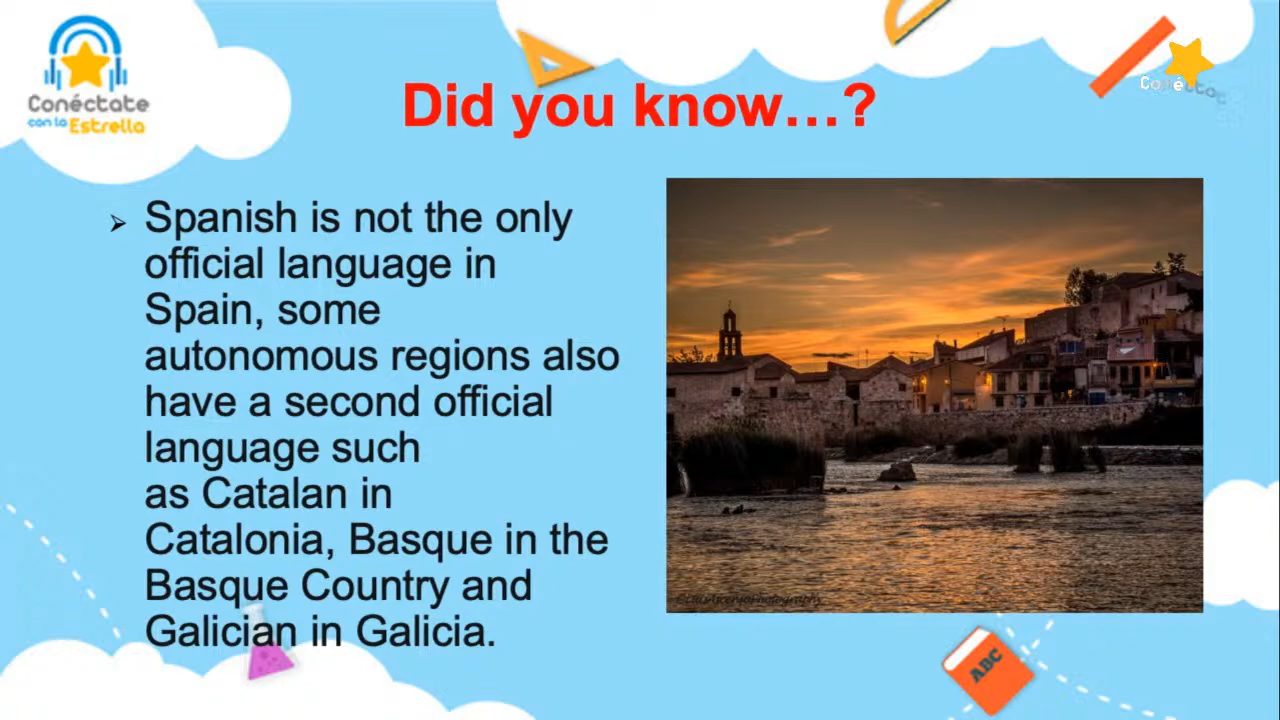 Conéctate
con la Estrella
Did you know…?
➢ Spanish is not the only
official language in
Spain, some
autonomous regions also
have a second official
language such
as Catalan in
Catalonia, Basque in the
Basque Country and
Galician in Galicia.
ABC